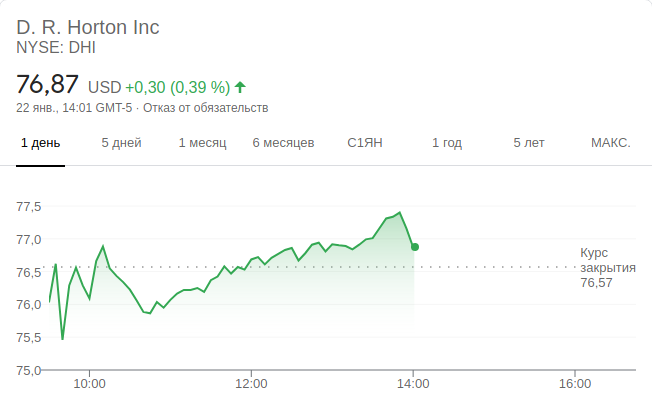 D. R. Horton Inc
NYSE: DHI
76,87 USD +0,30 (0,39 %)
22 янв., 14:01 GMT-5 · Отказ от обязательств
1 день 5 дней 1 месяц 6 месяцев С1ЯН 1 год 5 лет МАКС.
77,5
77,0
76,5
76,0
75,5
75,0
Курс
закрытия
76,57
10:00 12:00 14:00 16:00